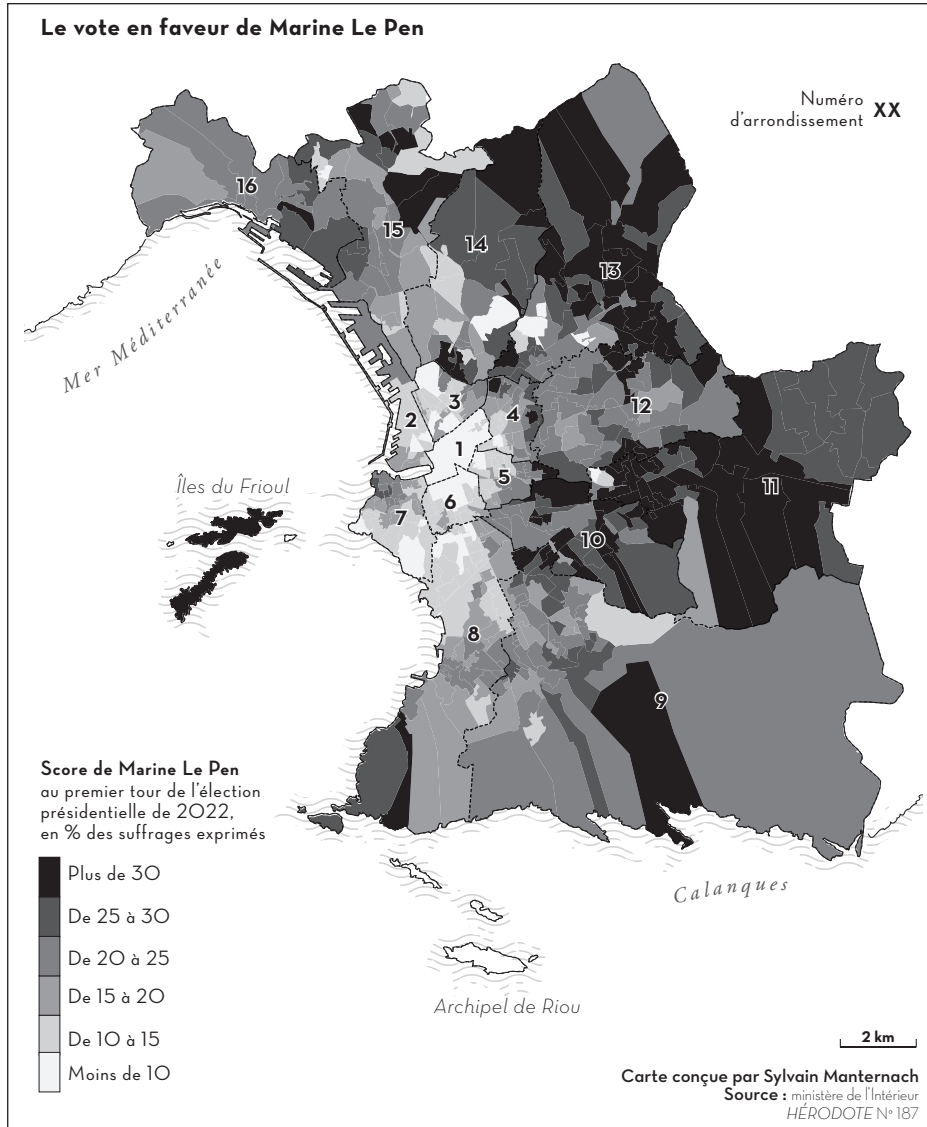 Le vote en faveur de Marine Le Pen
Numéro
d'arrondissement XX
16
15
14
13
Mer Méditerranée
3
2
4
12
1
5
11
Îles du Frioul
6
7
10
8
9
Score de Marine Le Pen
au premier tour de l'élection
présidentielle de 2022,
en % des suffrages exprimés
Plus de 30
De 25 à 30
De 20 à 25
De 15 à 20
De 10 à 15
Moins de 10
Calanques
Archipel de Riou
2 km
Carte conçue par Sylvain Manternach
Source : ministère de l'Intérieur
HÉRODOTE N° 187